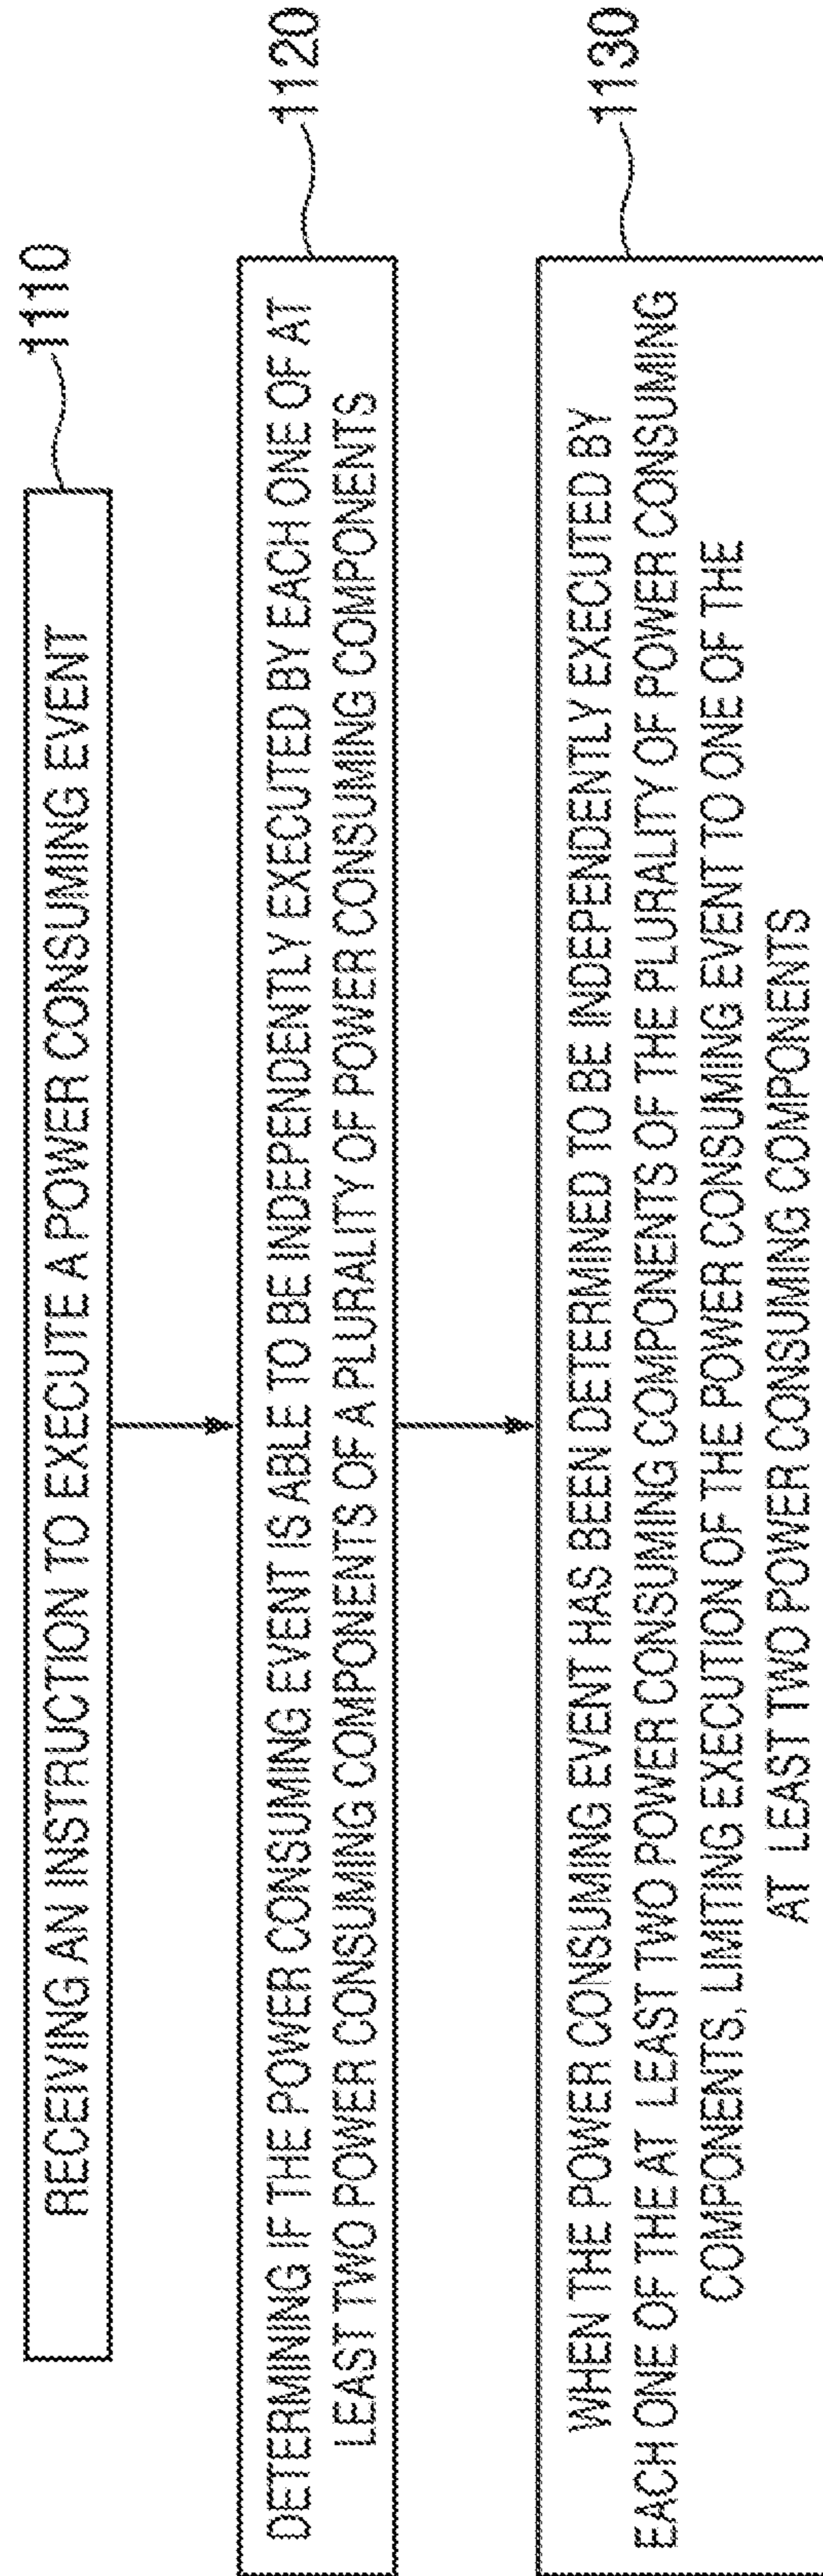 1110
RECEIVING AN INSTRUCTION TO EXECUTE A POWER CONSUMING EVENT
1120
DETERMINING IF THE POWER CONSUMING EVENT IS ABLE TO BE INDEPENDENTLY EXECUTED BY EACH ONE OF AT
LEAST TWO POWER CONSUMING COMPONENTS OF A PLURALITY OF POWER CONSUMING COMPONENTS
1130
WHEN THE POWER CONSUMING EVENT HAS BEEN DETERMINED TO BE INDEPENDENTLY EXECUTED BY
EACH ONE OF THE AT LEAST TWO POWER CONSUMING COMPONENTS OF THE PLURALITY OF POWER CONSUMING
COMPONENTS, LIMITING EXECUTION OF THE POWER CONSUMING EVENT TO ONE OF THE
AT LEAST TWO POWER CONSUMING COMPONENTS